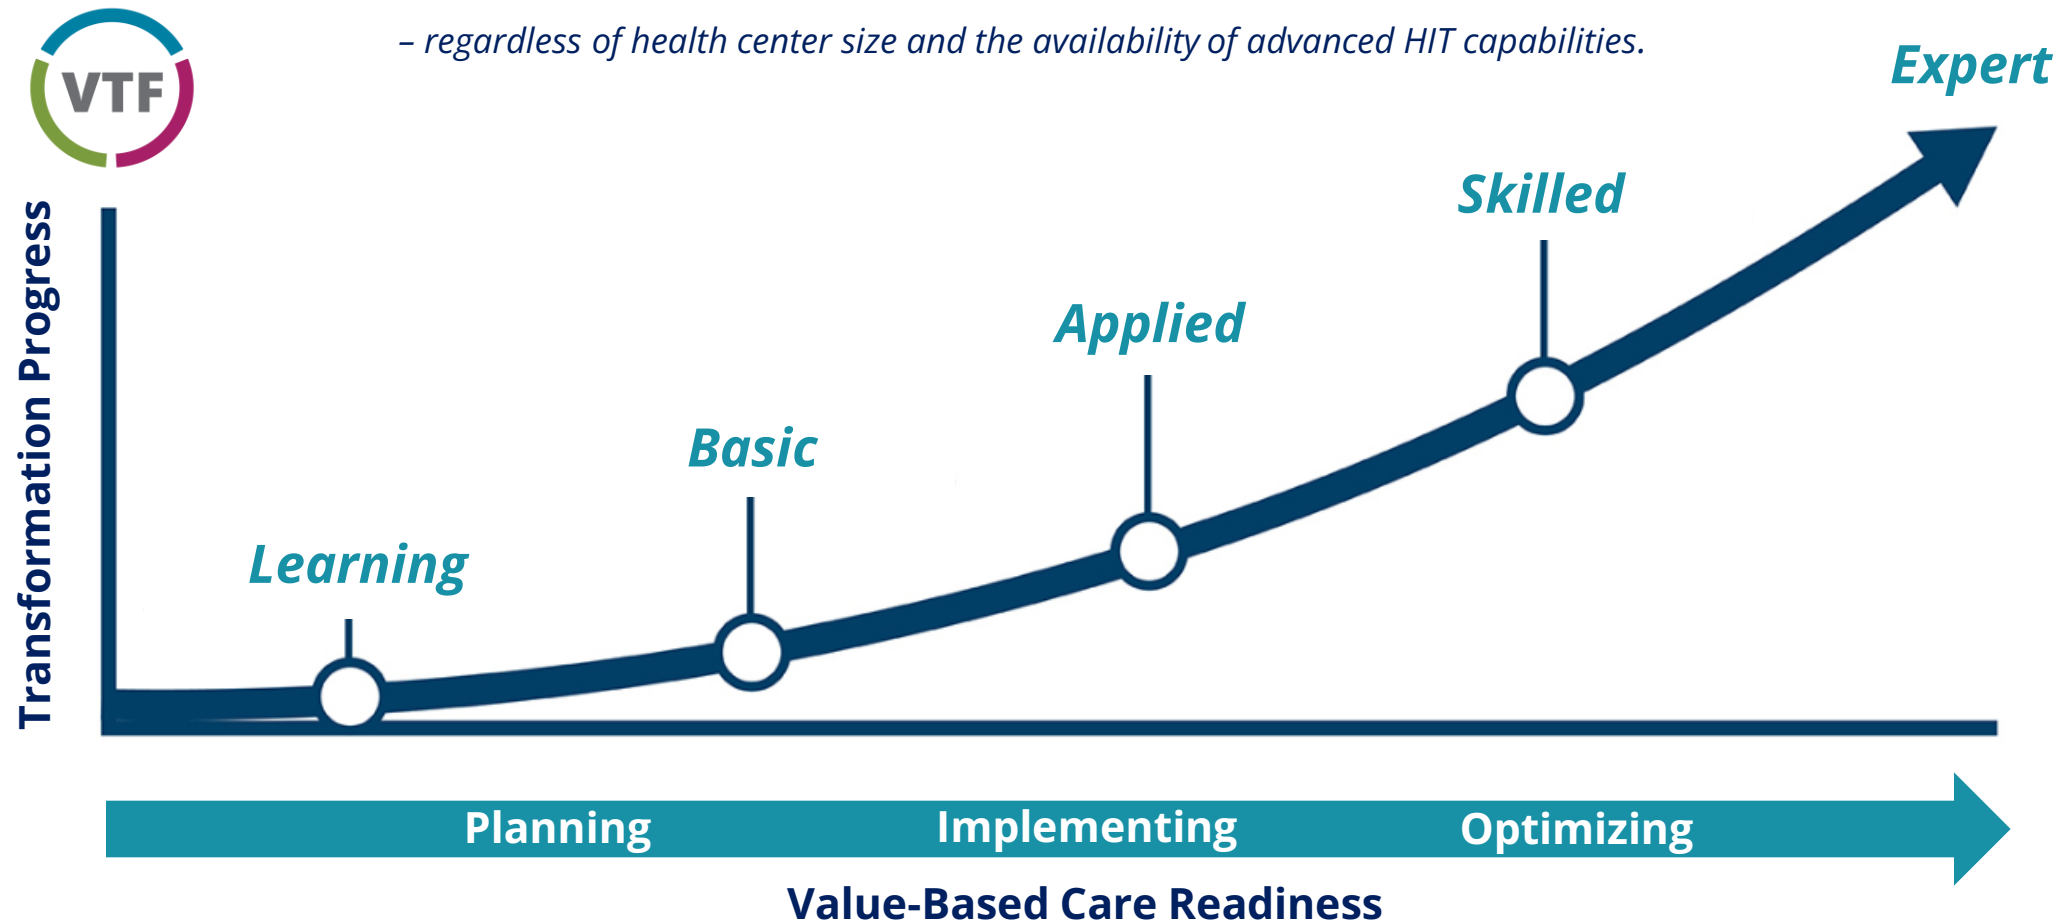 – regardless of health center size and the availability of advanced HIT capabilities.
VTF
Expert
Skilled
Applied
Basic
Learning
Transformation Progress
Planning
Implementing
Optimizing
Value-Based Care Readiness